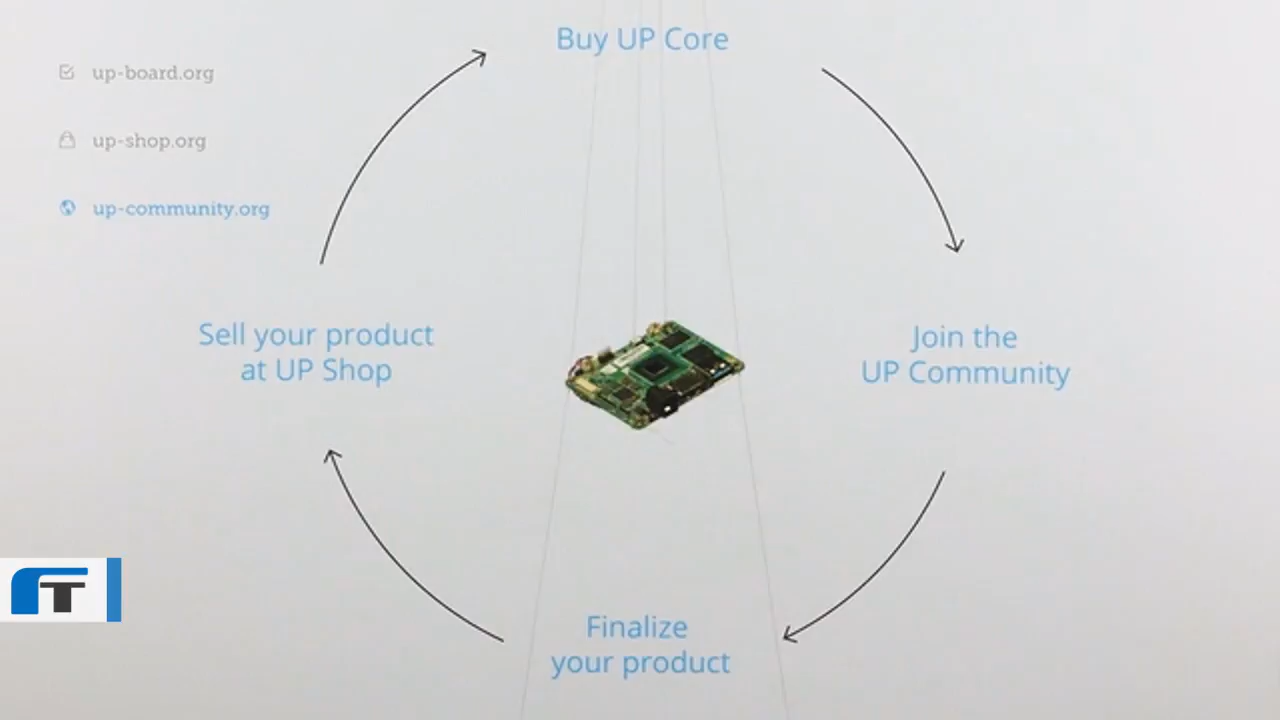 Buy UP Core
up-board.org
up-shop.org
up-community.org
Sell your product
at UP Shop
Join the
UP Community
Finalize
your product
FT